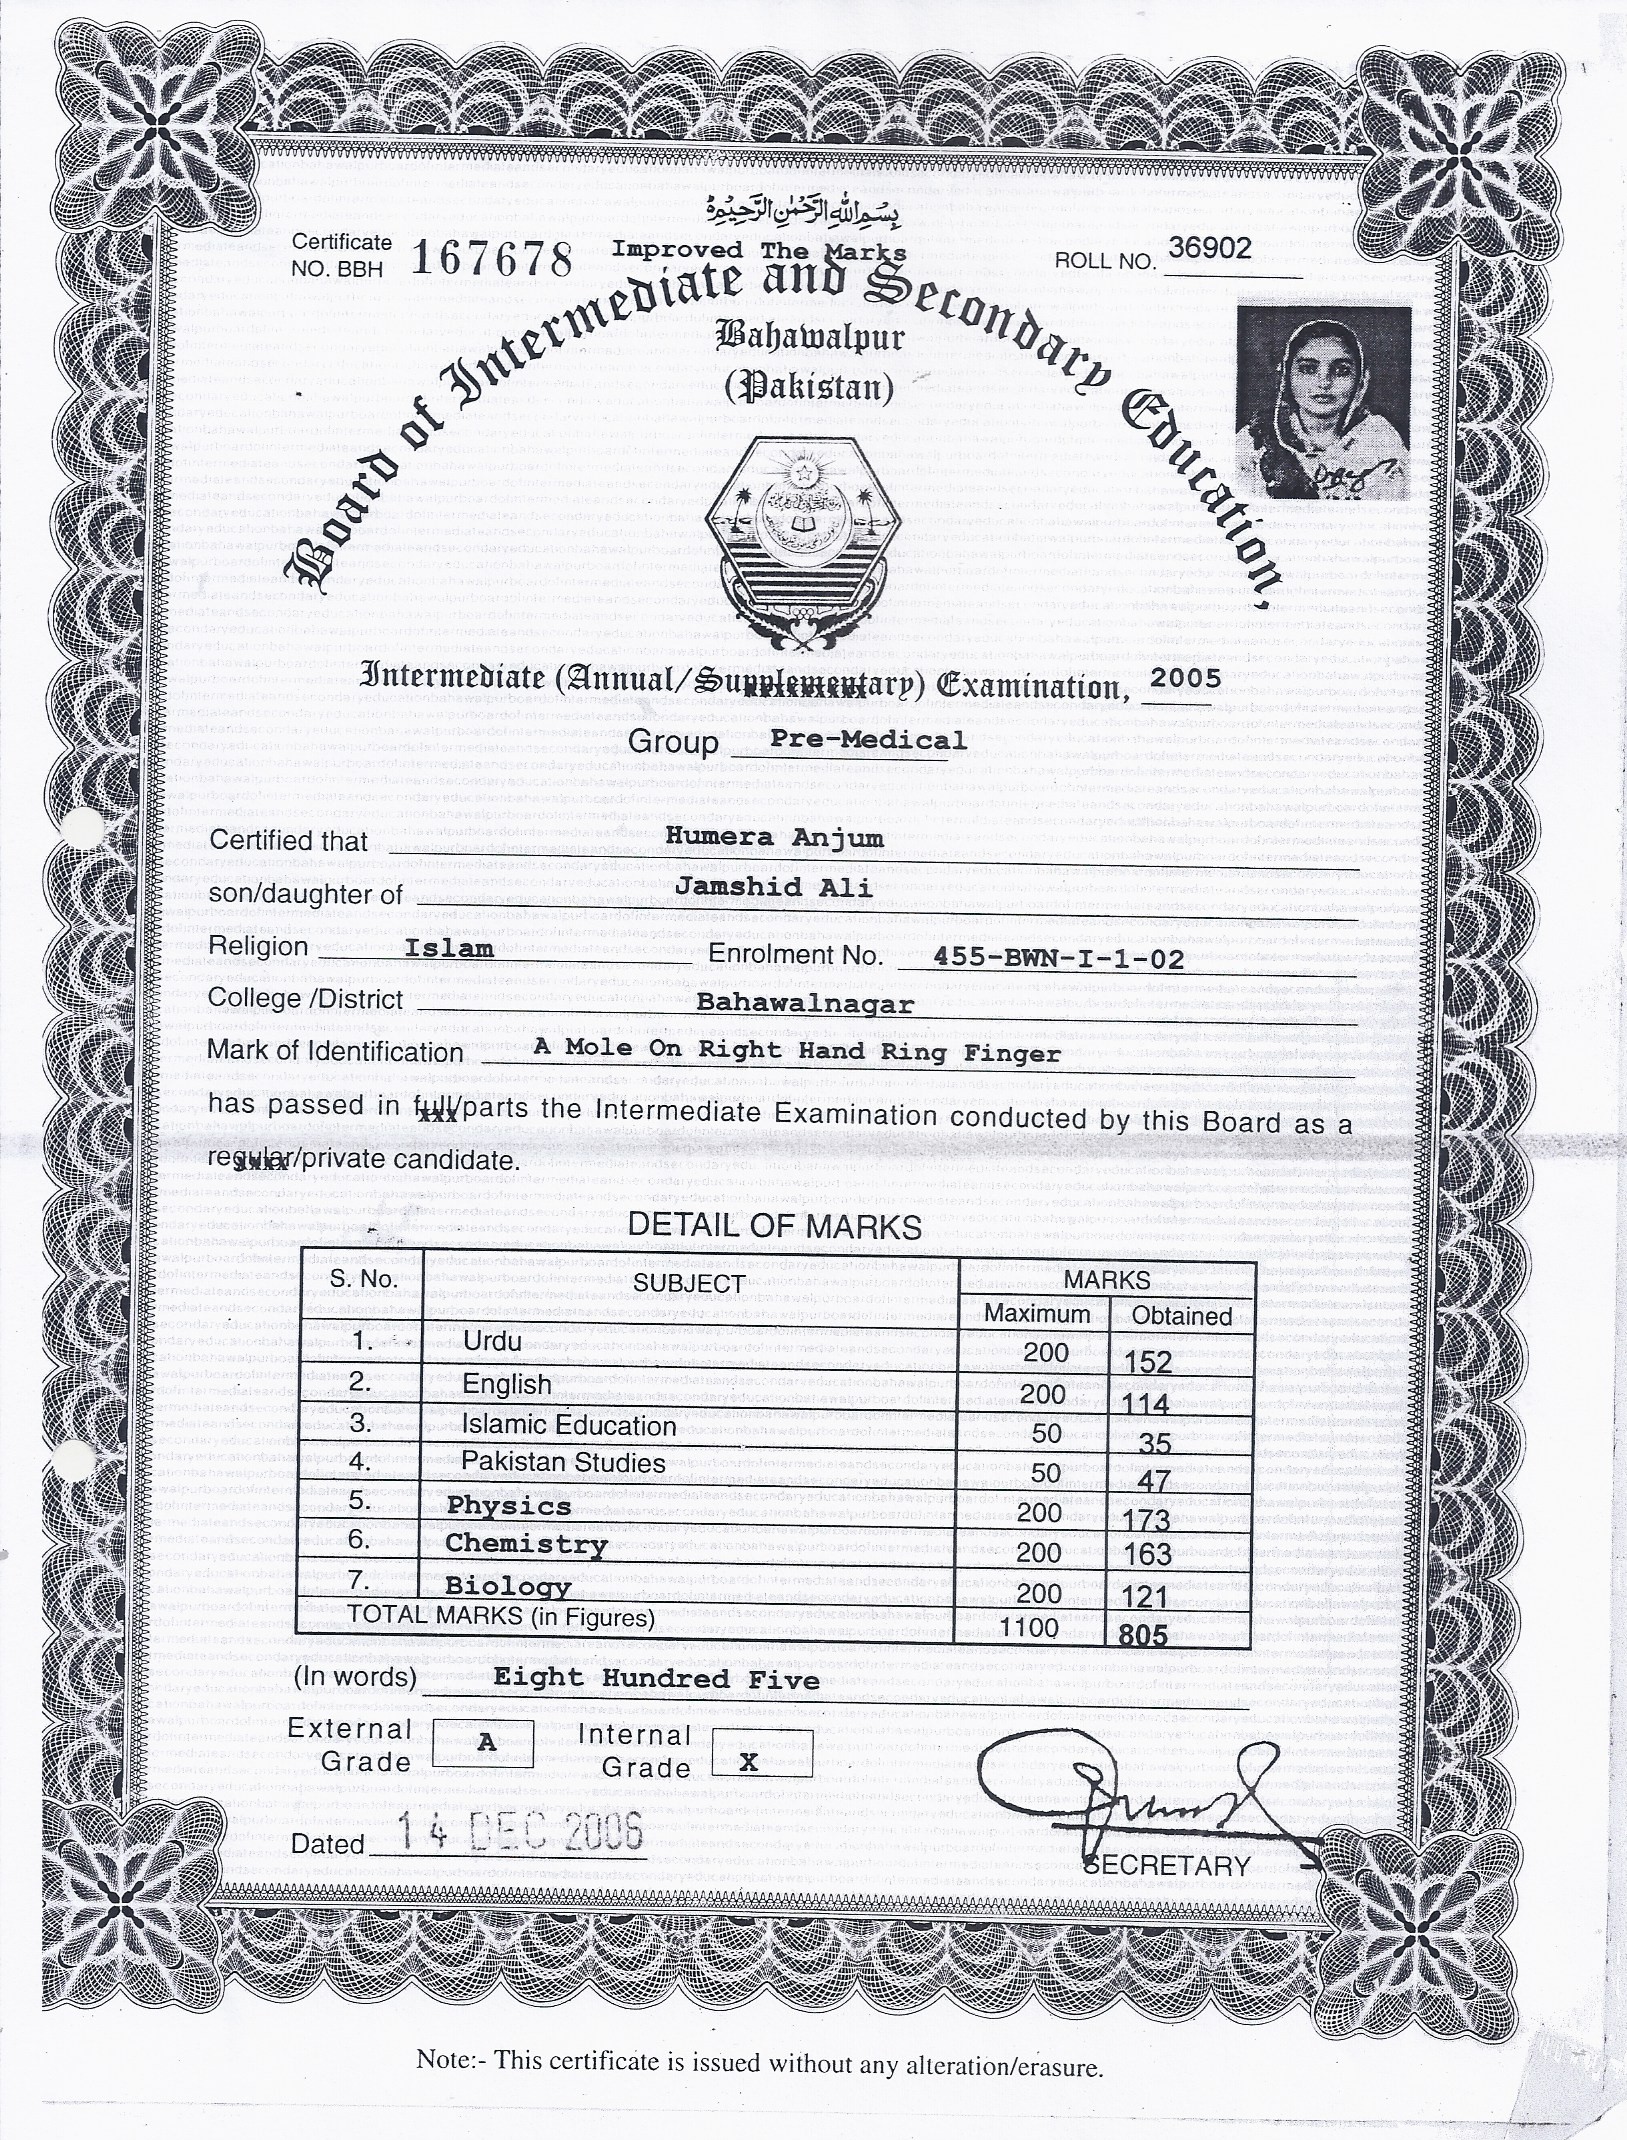 بِسْمِ اللهِ الرَّحْمٰنِ الرَّحِيْمِ
Certificate
NO. BBH 167678
Improved The Marks
ROLL NO. 36902
Board of Intermediate and Secondary Education,
Bahawalpur
(Pakistan)
Intermediate (Annual/Supplementary) Examination, 2005
Group Pre-Medical
Certified that Humera Anjum
son/daughter of Jamshid Ali
Religion Islam Enrolment No. 455-BWN-I-1-02
College /District Bahawalnagar
Mark of Identification A Mole On Right Hand Ring Finger
has passed in full/parts the Intermediate Examination conducted by this Board as a
regular/private candidate.
DETAIL OF MARKS
S. No. SUBJECT MARKS
Maximum Obtained
1. Urdu 200 152
2. English 200 114
3. Islamic Education 50 35
4. Pakistan Studies 50 47
5. Physics 200 173
6. Chemistry 200 163
7. Biology 200 121
TOTAL MARKS (in Figures) 1100 805
(In words) Eight Hundred Five
External Grade A Internal Grade X
Dated 14 DEC 2006
SECRETARY
Note:- This certificate is issued without any alteration/erasure.